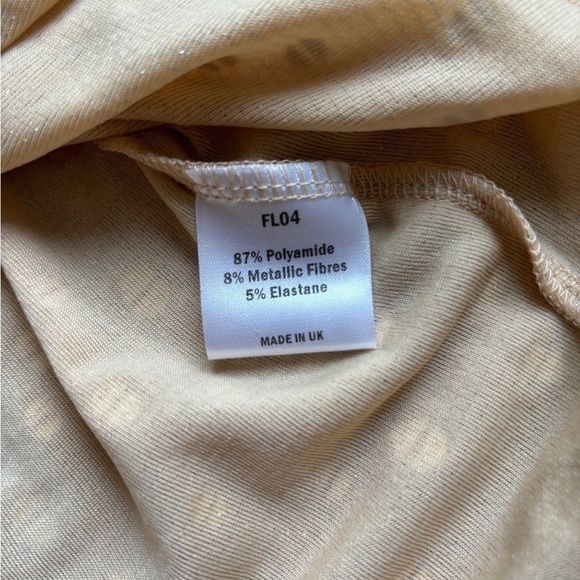 FL04
87% Polyamide
8% Metallic Fibres
5% Elastane
MADE IN UK